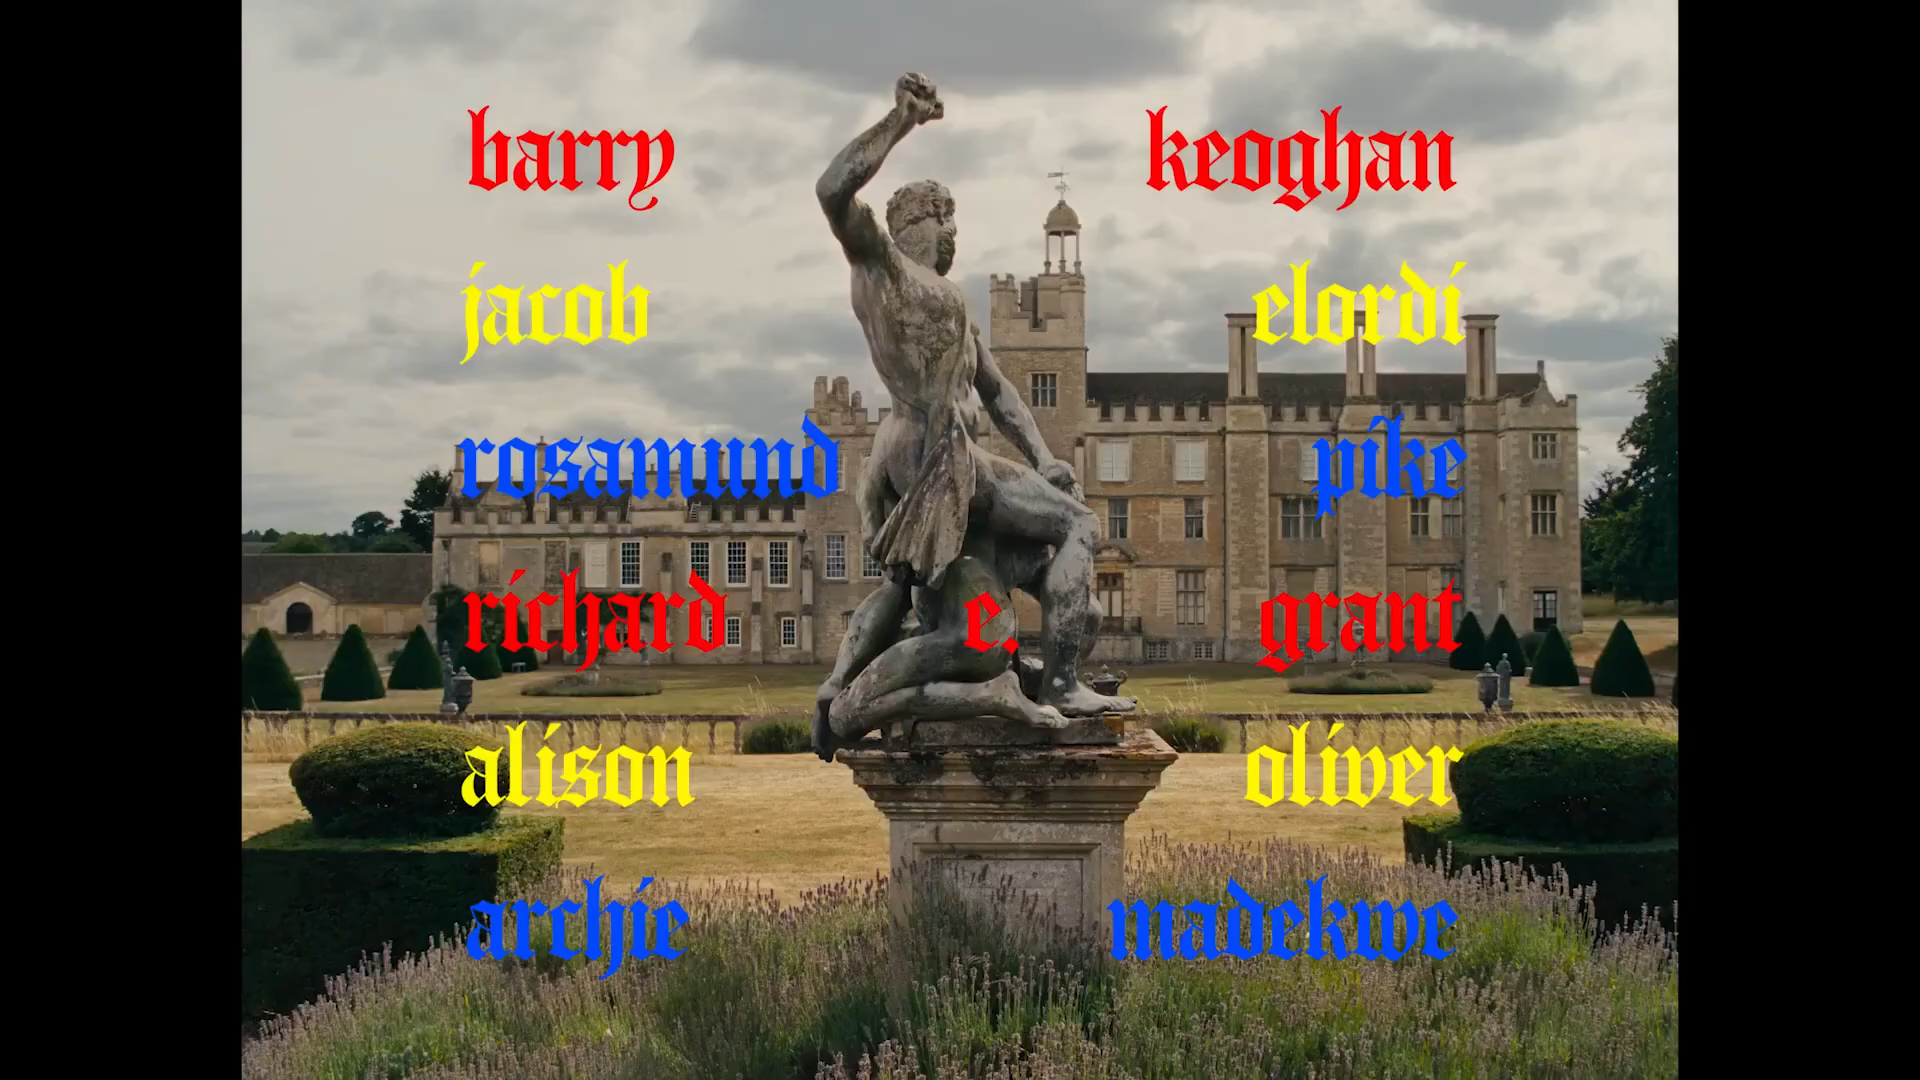 barry keoghan
jacob elordi
rosamund pike
richard e. grant
alison oliver
archie madekwe